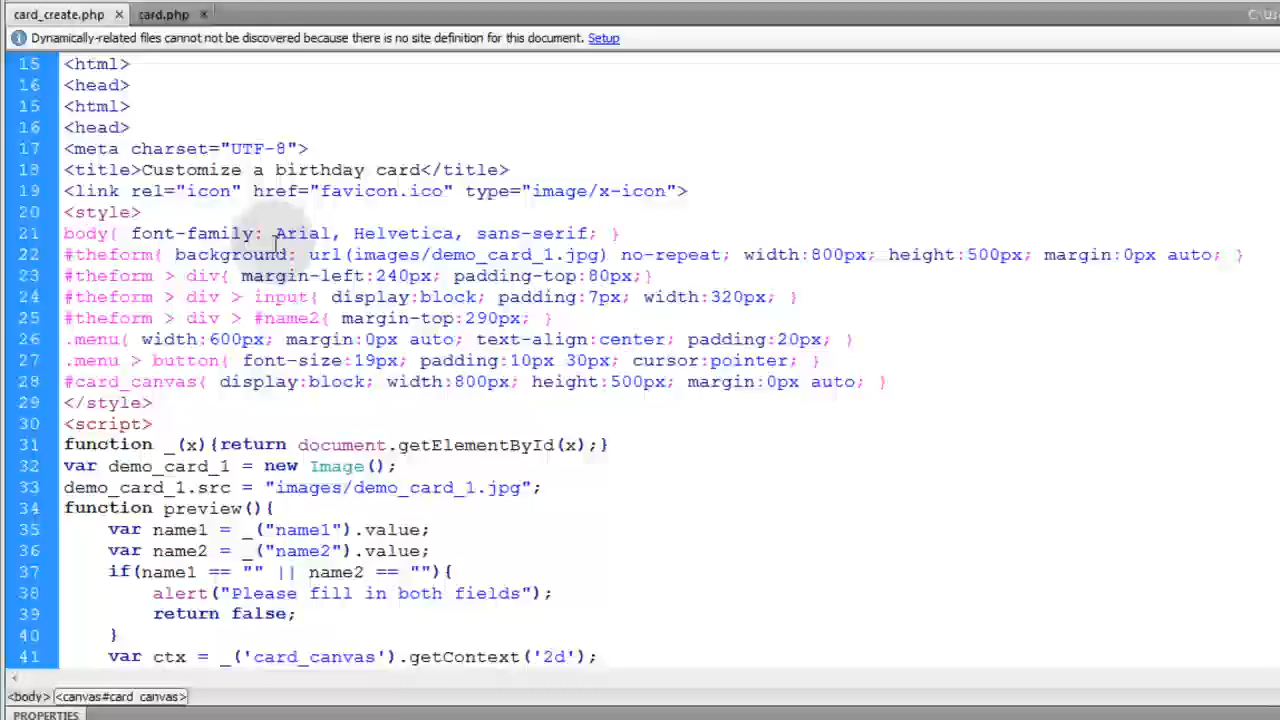 card_create.php × card.php ×
C:\Us
Dynamically-related files cannot not be discovered because there is no site definition for this document. Setup
15 <html>
16 <head>
15 <html>
16 <head>
17 <meta charset="UTF-8">
18 <title>Customize a birthday card</title>
19 <link rel="icon" href="favicon.ico" type="image/x-icon">
20 <style>
21 body{ font-family: Arial, Helvetica, sans-serif; }
22 #theform{ background: url(images/demo_card_1.jpg) no-repeat; width:800px; height:500px; margin:0px auto; }
23 #theform > div{ margin-left:240px; padding-top:80px;}
24 #theform > div > input{ display:block; padding:7px; width:320px; }
25 #theform > div > #name2{ margin-top:290px; }
26 .menu{ width:600px; margin:0px auto; text-align:center; padding:20px; }
27 .menu > button{ font-size:19px; padding:10px 30px; cursor:pointer; }
28 #card_canvas{ display:block; width:800px; height:500px; margin:0px auto; }
29 </style>
30 <script>
31 function _(x){return document.getElementById(x);}
32 var demo_card_1 = new Image();
33 demo_card_1.src = "images/demo_card_1.jpg";
34 function preview(){
35 var name1 = _("name1").value;
36 var name2 = _("name2").value;
37 if(name1 == "" || name2 == ""){
38 alert("Please fill in both fields");
39 return false;
40 }
41 var ctx = _('card_canvas').getContext('2d');
<body> <canvas#card_canvas>
PROPERTIES